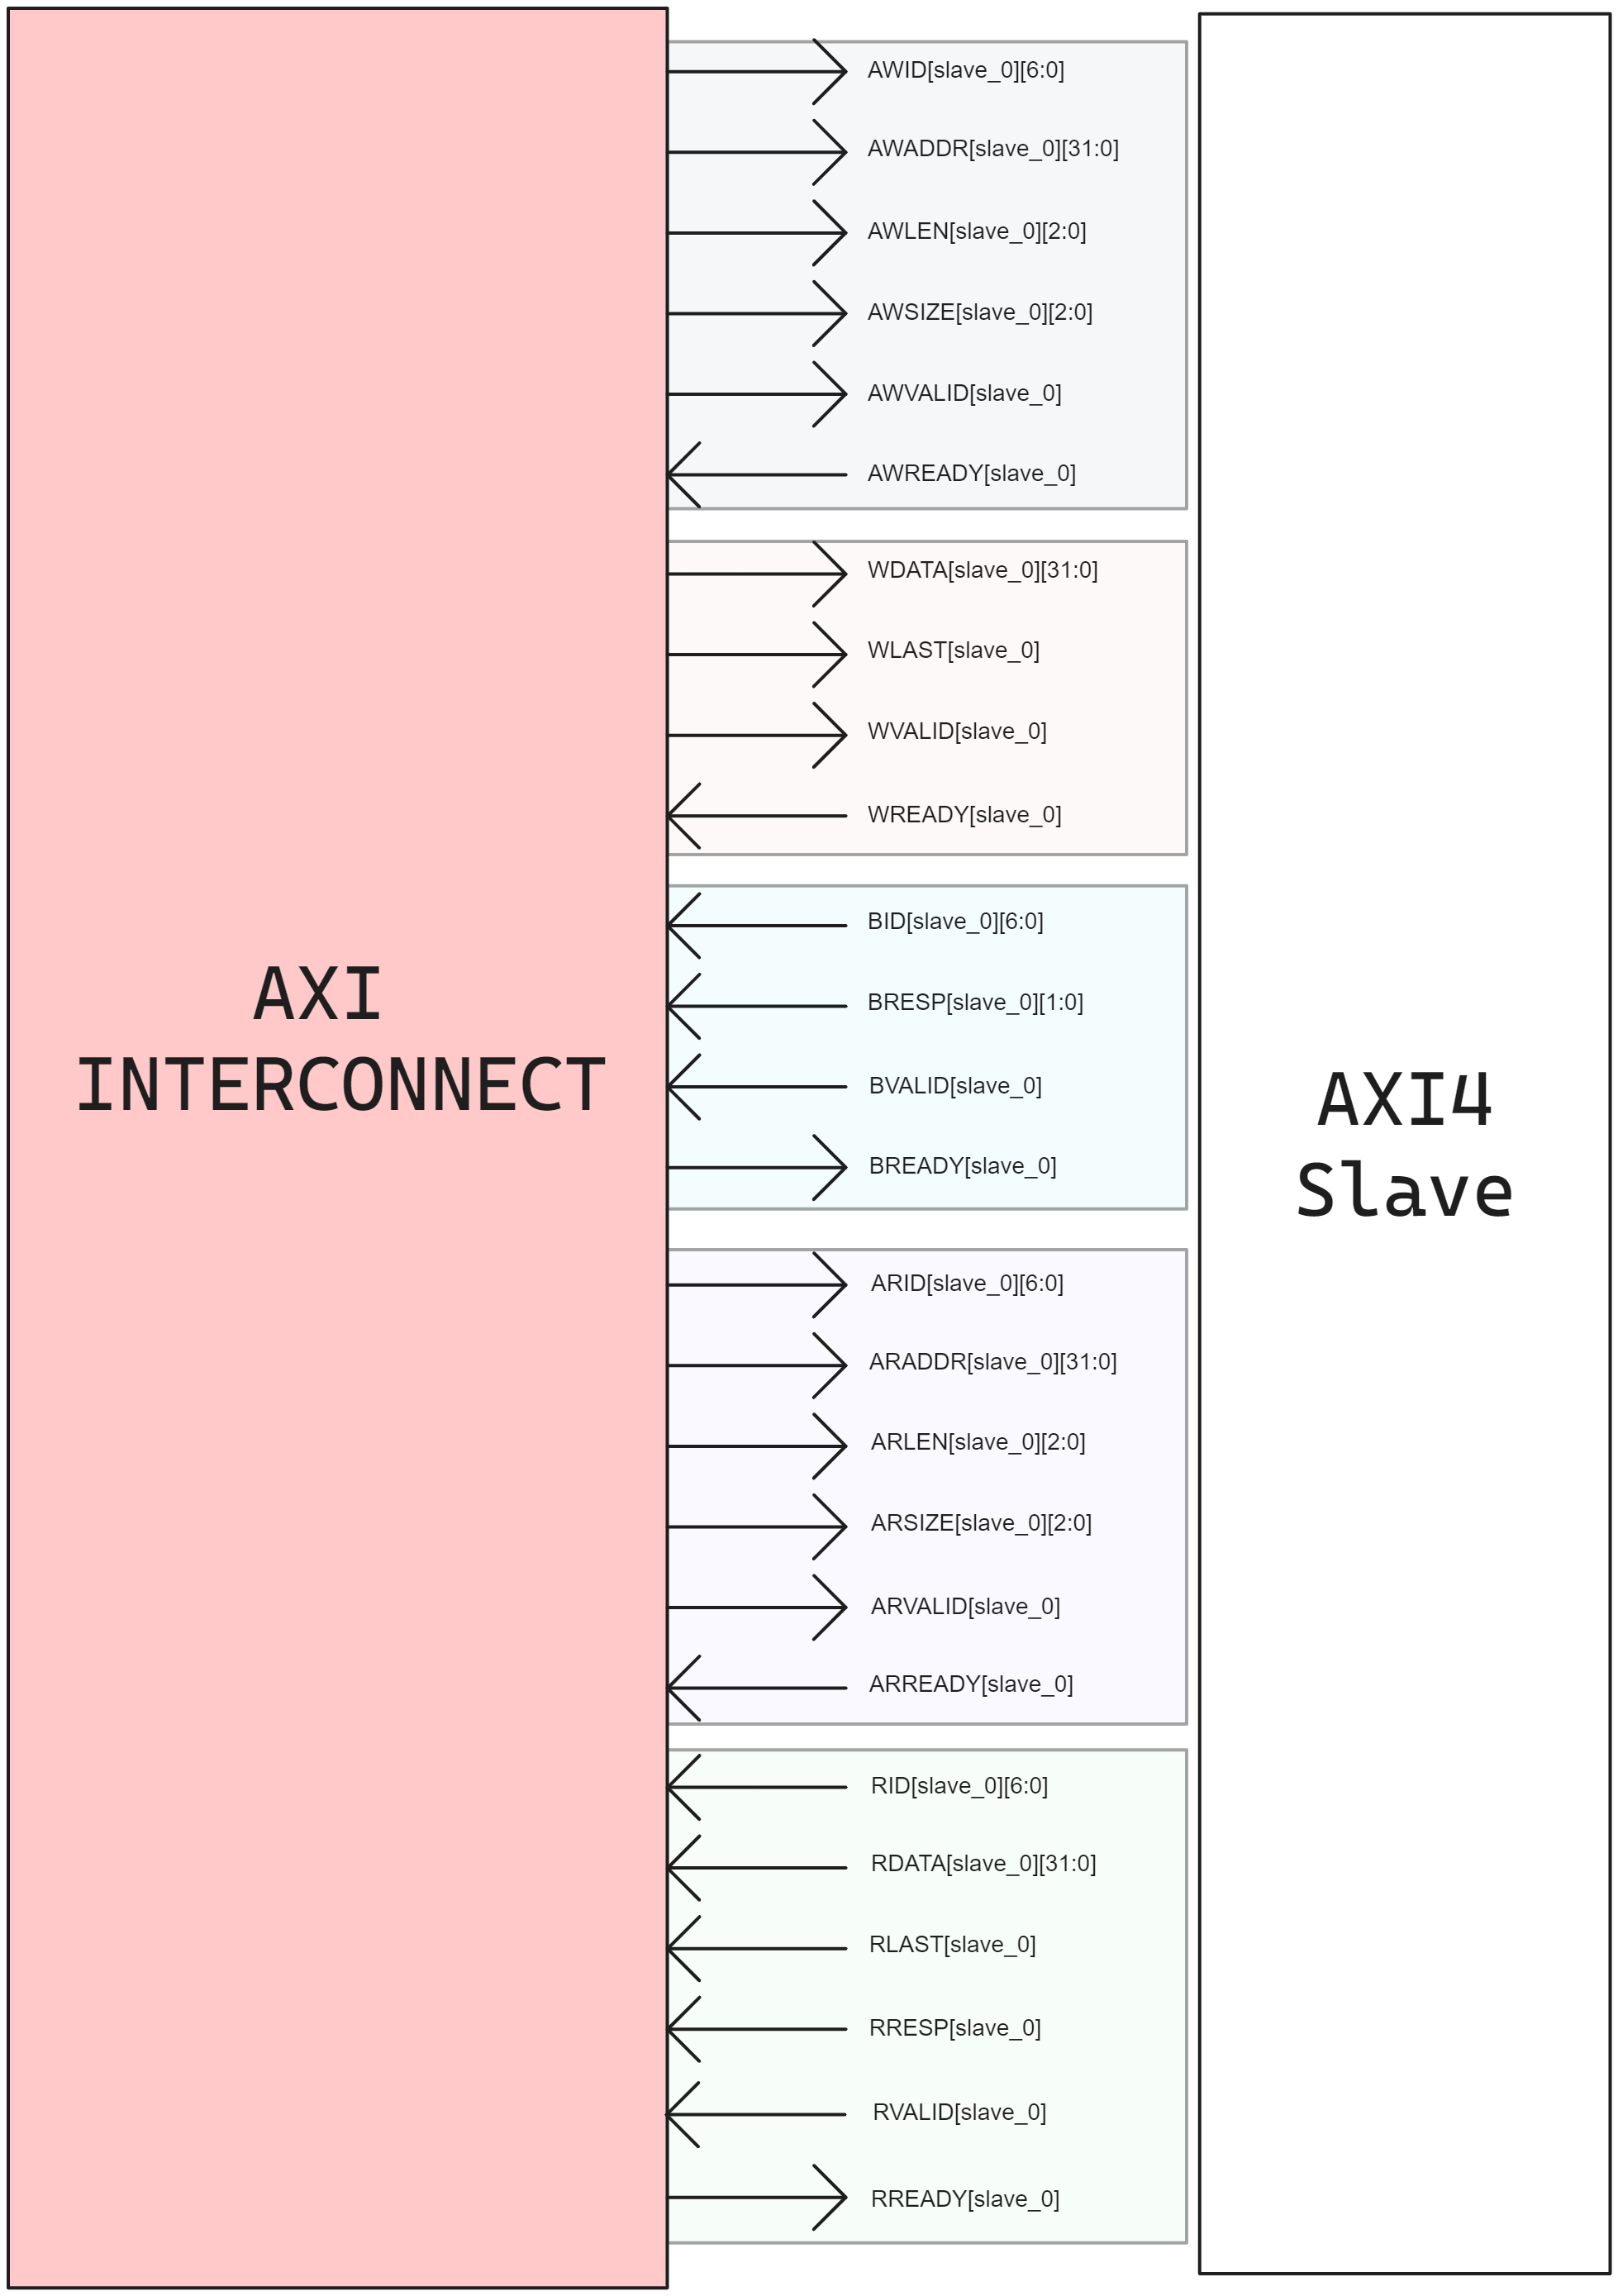 AWID[slave_0][6:0]
AWADDR[slave_0][31:0]
AWLEN[slave_0][2:0]
AWSIZE[slave_0][2:0]
AWVALID[slave_0]
AWREADY[slave_0]
WDATA[slave_0][31:0]
WLAST[slave_0]
WVALID[slave_0]
WREADY[slave_0]
BID[slave_0][6:0]
BRESP[slave_0][1:0]
BVALID[slave_0]
BREADY[slave_0]
ARID[slave_0][6:0]
ARADDR[slave_0][31:0]
ARLEN[slave_0][2:0]
ARSIZE[slave_0][2:0]
ARVALID[slave_0]
ARREADY[slave_0]
RID[slave_0][6:0]
RDATA[slave_0][31:0]
RLAST[slave_0]
RRESP[slave_0]
RVALID[slave_0]
RREADY[slave_0]
AXI
INTERCONNECT
AXI4
Slave